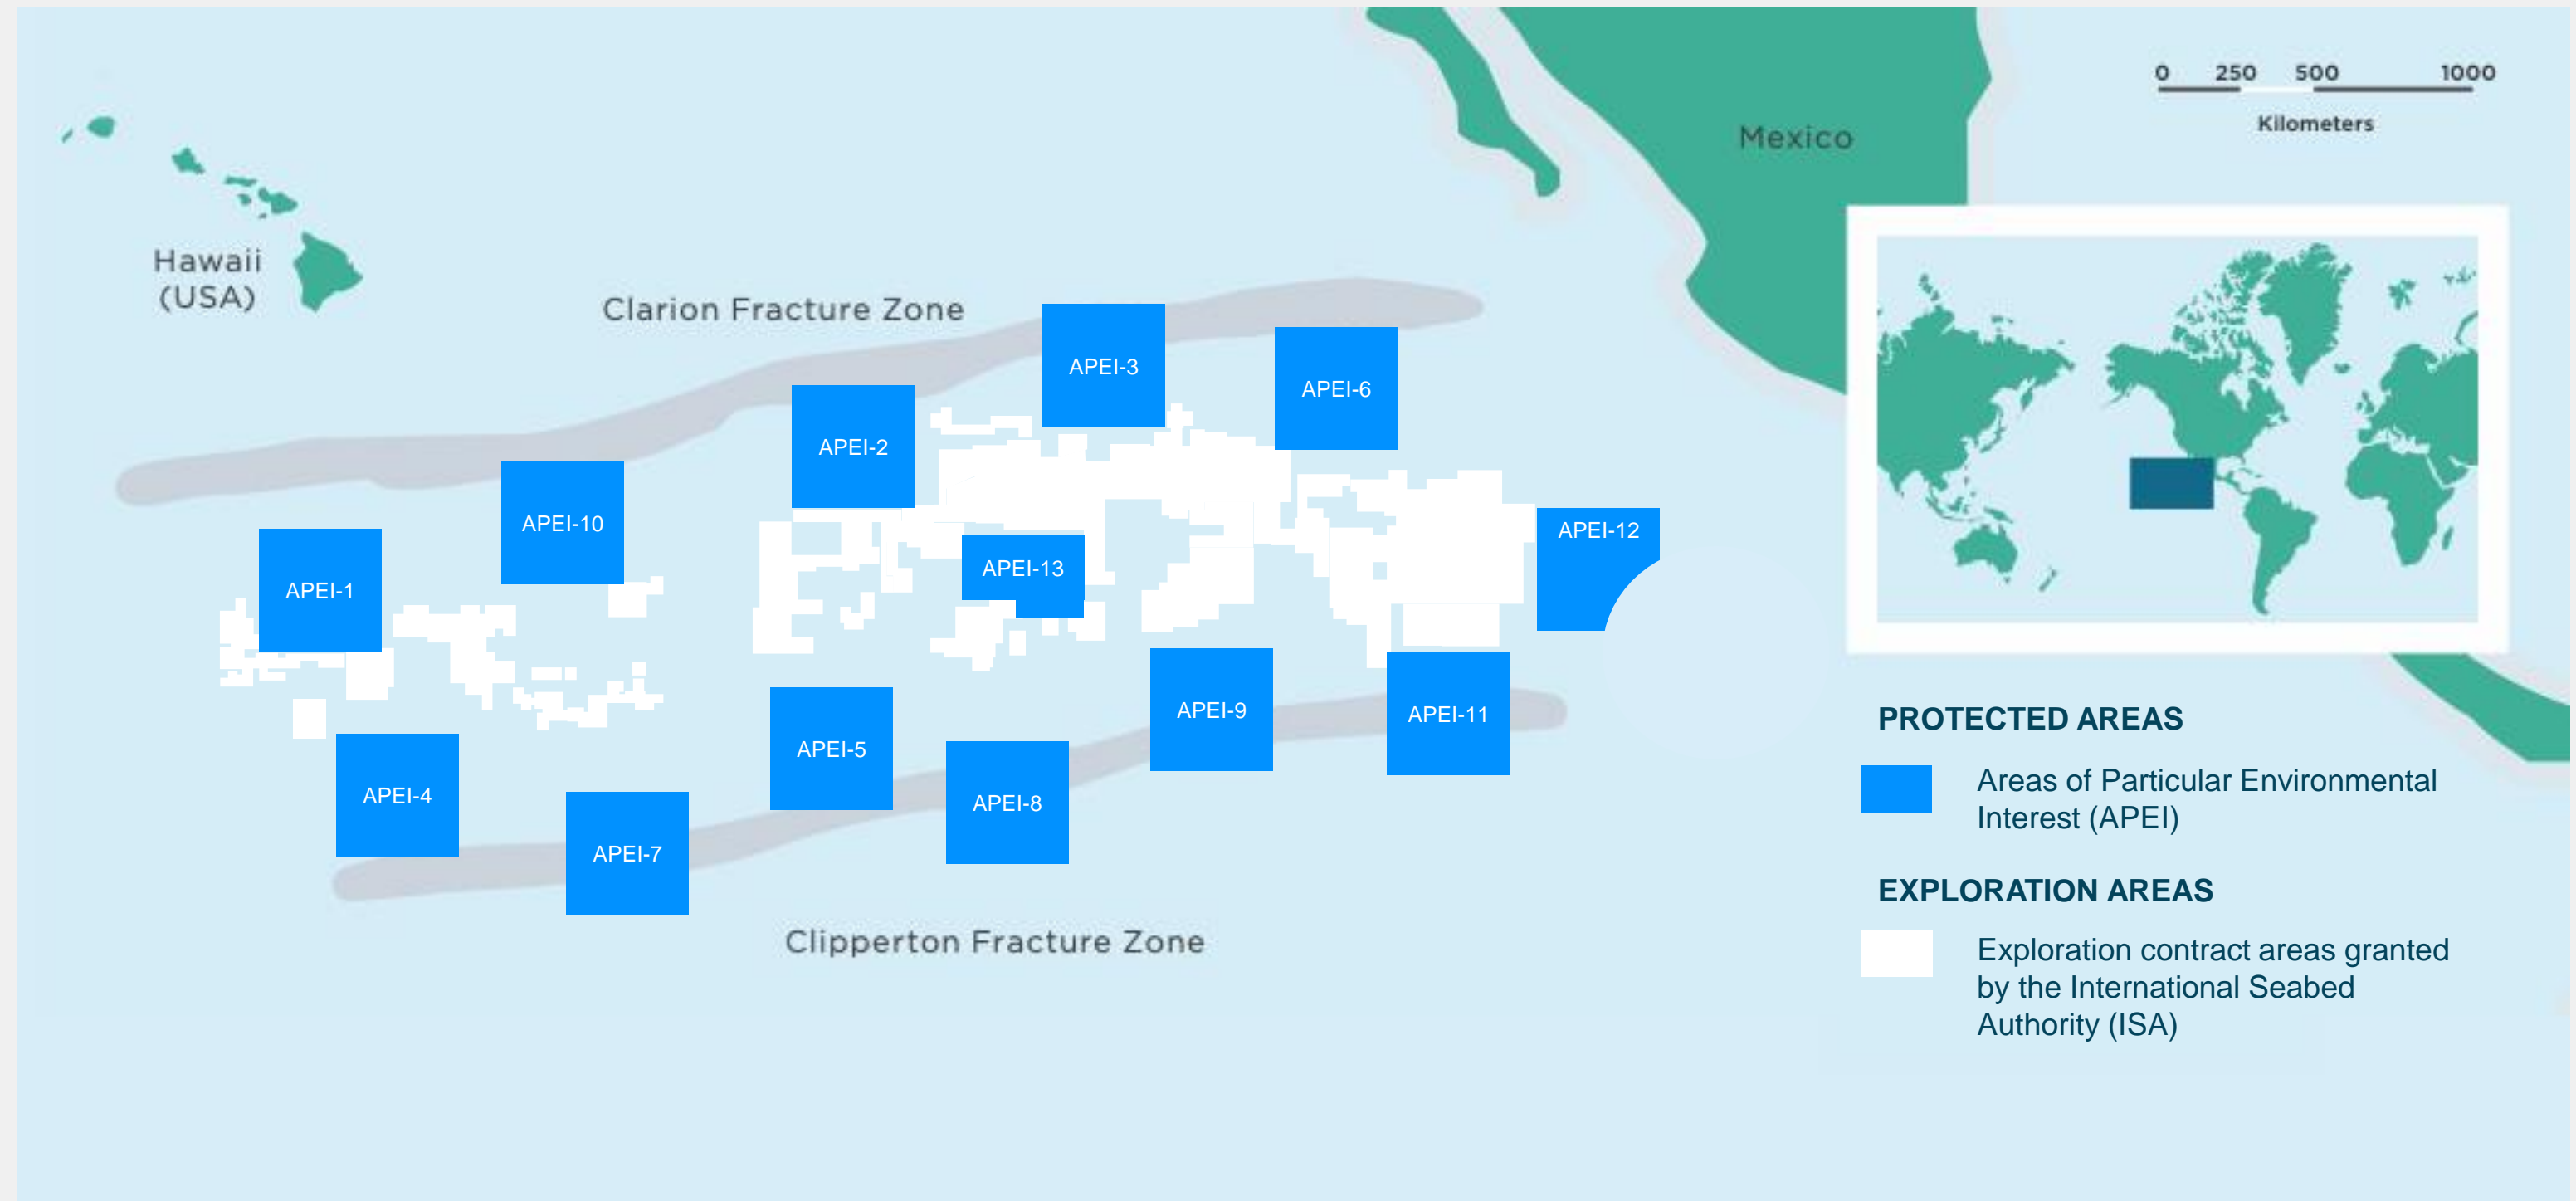 0 250 500 1000
Kilometers
Mexico
Hawaii
(USA)
Clarion Fracture Zone
APEI-3
APEI-6
APEI-2
APEI-10
APEI-12
APEI-13
APEI-1
APEI-9
APEI-11
APEI-5
APEI-4
APEI-8
APEI-7
Clipperton Fracture Zone
PROTECTED AREAS
Areas of Particular Environmental
Interest (APEI)
EXPLORATION AREAS
Exploration contract areas granted
by the International Seabed
Authority (ISA)